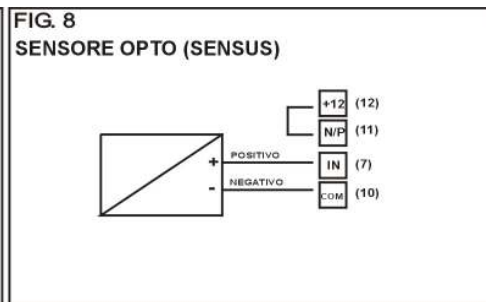 FIG. 8
SENSORE OPTO (SENSUS)
+12 (12)
N/P (11)
+ POSITIVO IN (7)
- NEGATIVO COM (10)